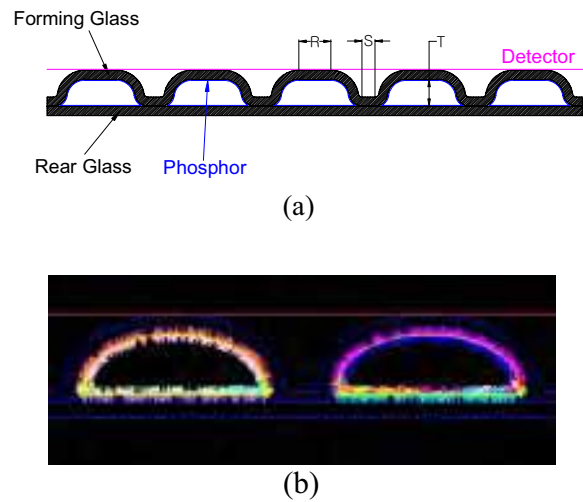 Forming Glass
R
S
T
Detector
Rear Glass
Phosphor
(a)
(b)